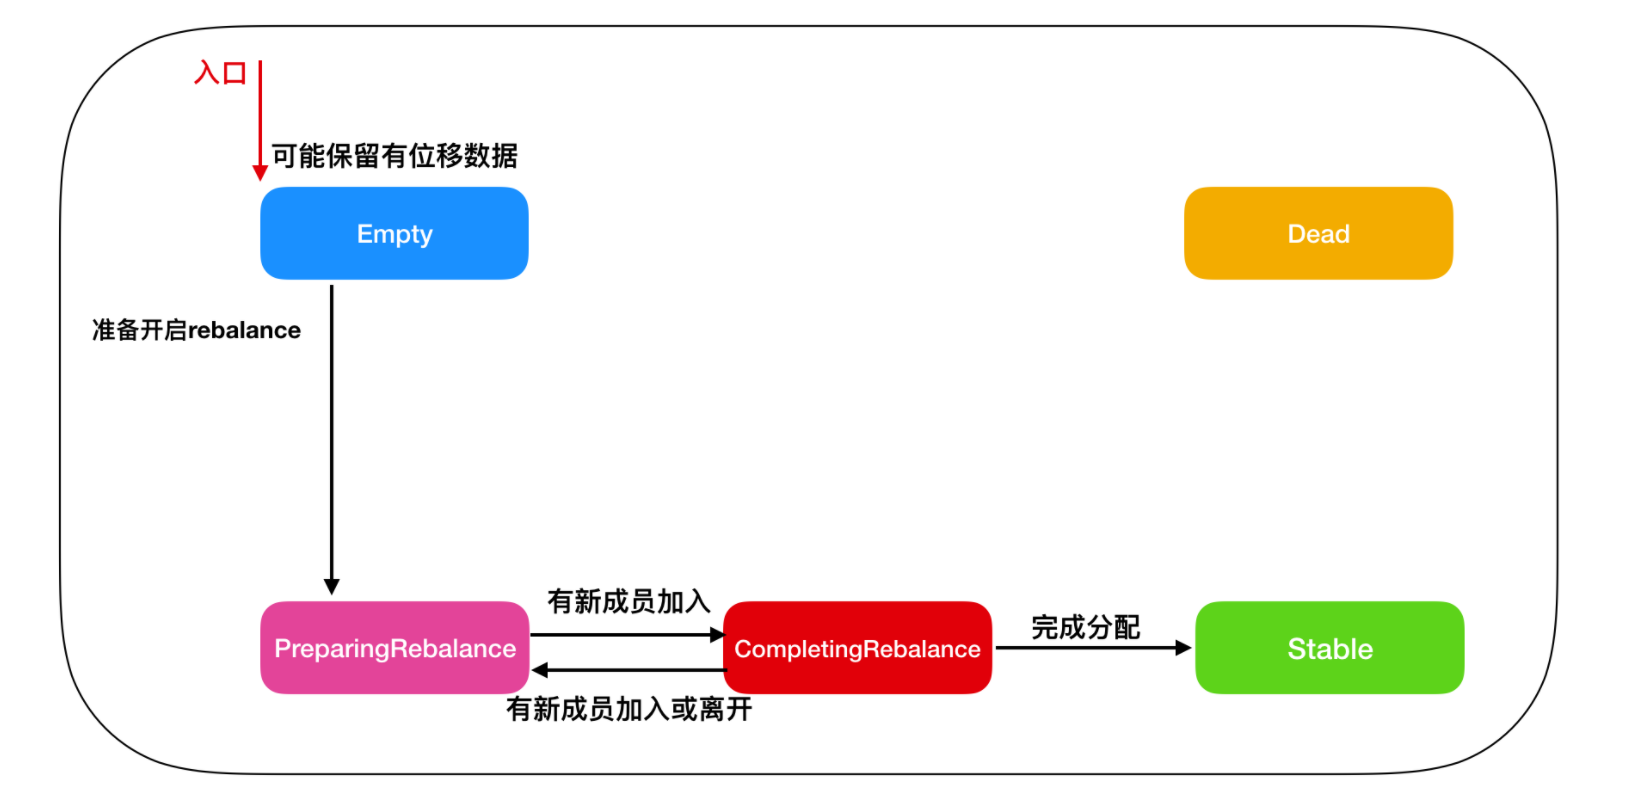 入口
可能保留有位移数据
Empty
Dead
准备开启rebalance
有新成员加入
PreparingRebalance
CompletingRebalance
完成分配
Stable
有新成员加入或离开